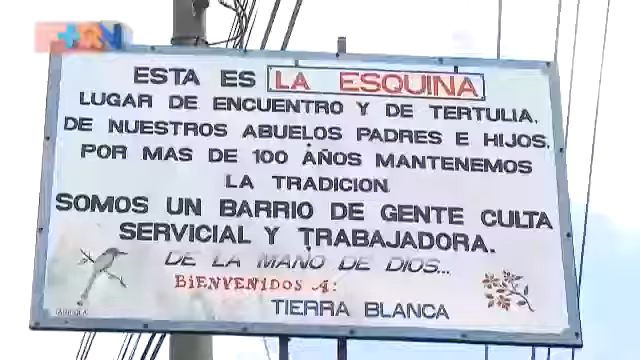 +RN
ESTA ES LA ESQUINA
LUGAR DE ENCUENTRO Y DE TERTULIA.
DE NUESTROS ABUELOS PADRES E HIJOS.
POR MAS DE 100 AÑOS MANTENEMOS
LA TRADICION
SOMOS UN BARRIO DE GENTE CULTA
SERVICIAL Y TRABAJADORA.
DE LA MANO DE DIOS...
BIENVENIDOS A:
TIERRA BLANCA